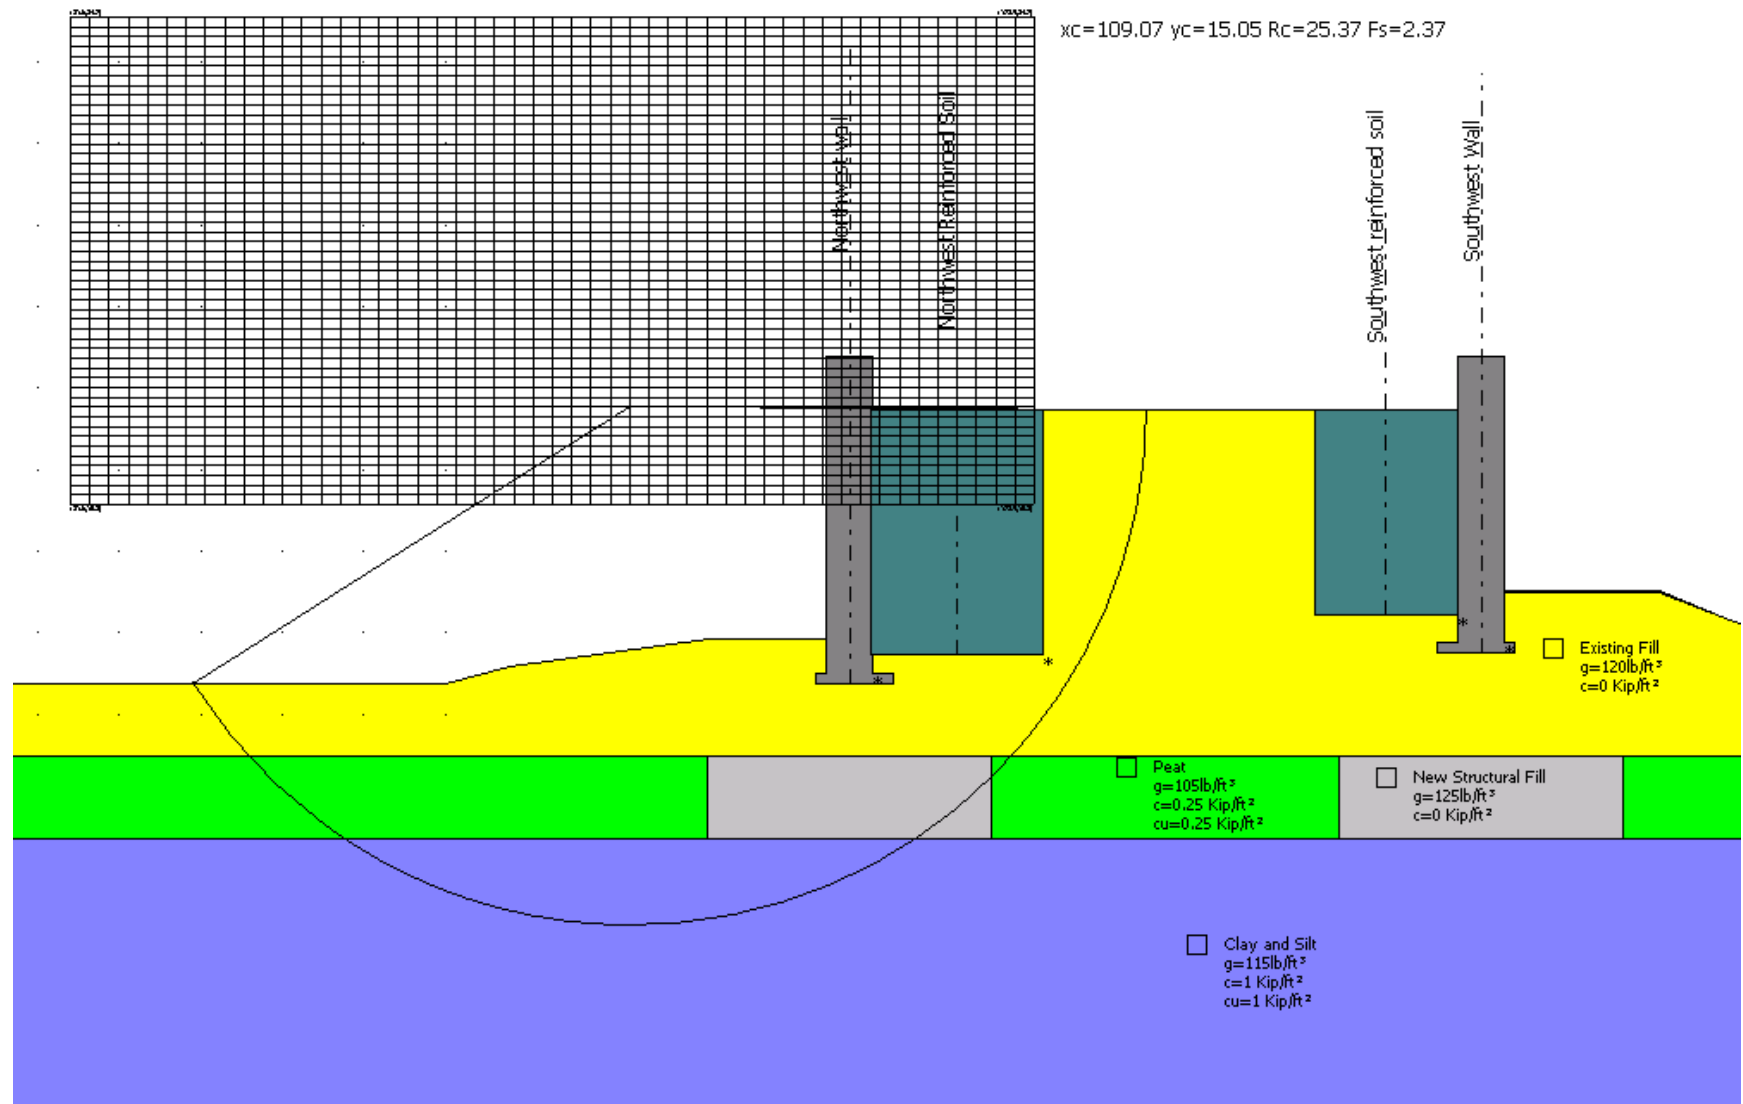 xc=109.07 yc=15.05 Rc=25.37 Fs=2.37
Northwest wall
Northwest Reinforced Soil
Southwest reinforced soil
Southwest Wall
*
*
*
*
Existing Fill
g=120lb/ft³
c=0 Kip/ft²
Peat
g=105lb/ft³
c=0.25 Kip/ft²
cu=0.25 Kip/ft²
New Structural Fill
g=125lb/ft³
c=0 Kip/ft²
Clay and Silt
g=115lb/ft³
c=1 Kip/ft²
cu=1 Kip/ft²